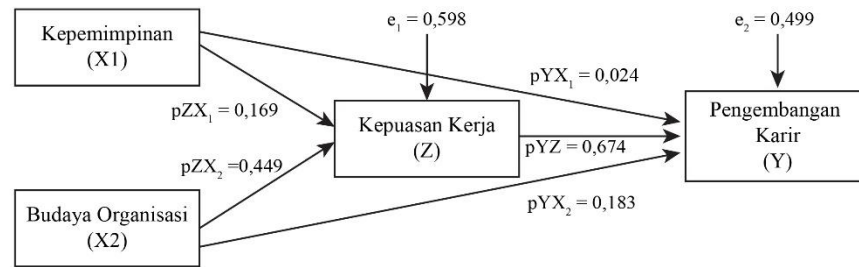 e₁ = 0,598
e₂ = 0,499
Kepemimpinan
(X1)
pYX₁ = 0,024
pZX₁ = 0,169
Kepuasan Kerja
(Z)
pYZ = 0,674
Pengembangan
Karir
(Y)
pZX₂ =0,449
Budaya Organisasi
(X2)
pYX₂ = 0,183